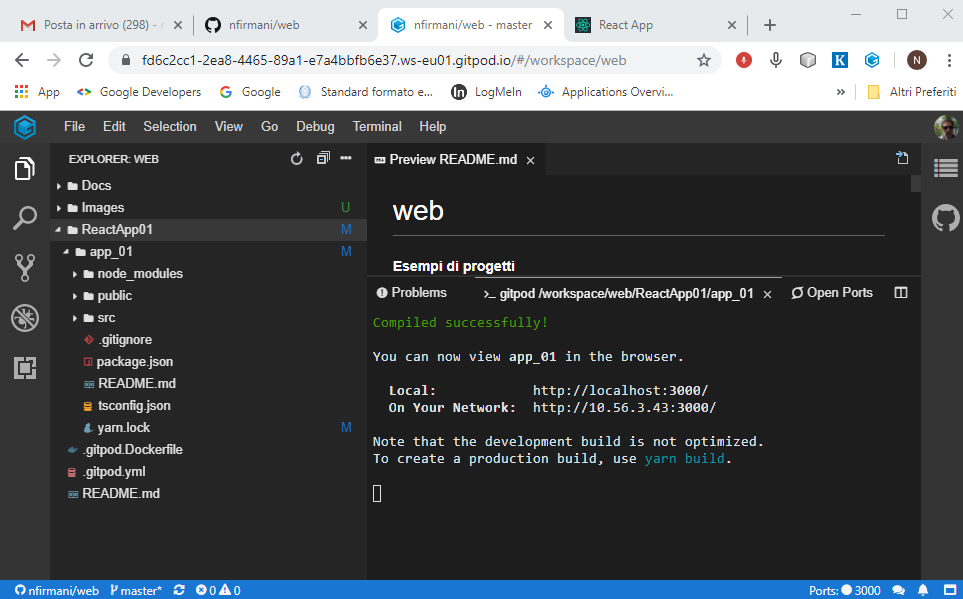 Posta in arrivo (298) -
nfirmani/web
nfirmani/web - master
React App
fd6c2cc1-2ea8-4465-89a1-e7a4bbfb6e37.ws-eu01.gitpod.io/#/workspace/web
K
N
App
Google Developers
Google
Standard formato e...
In LogMeIn
Applications Overvi...
»
Altri Preferiti
File Edit Selection View Go Debug Terminal Help
EXPLORER: WEB
Docs
Images U
ReactApp01 M
app_01 M
node_modules
public
src
.gitignore
package.json
README.md
tsconfig.json
yarn.lock M
.gitpod.Dockerfile
.gitpod.yml
README.md
Preview README.md
web
Esempi di progetti
Problems
>_ gitpod /workspace/web/ReactApp01/app_01
Open Ports
Compiled successfully!
You can now view app_01 in the browser.
Local: http://localhost:3000/
On Your Network: http://10.56.3.43:3000/
Note that the development build is not optimized.
To create a production build, use yarn build.
nfirmani/web master* 0 0 Ports: 3000